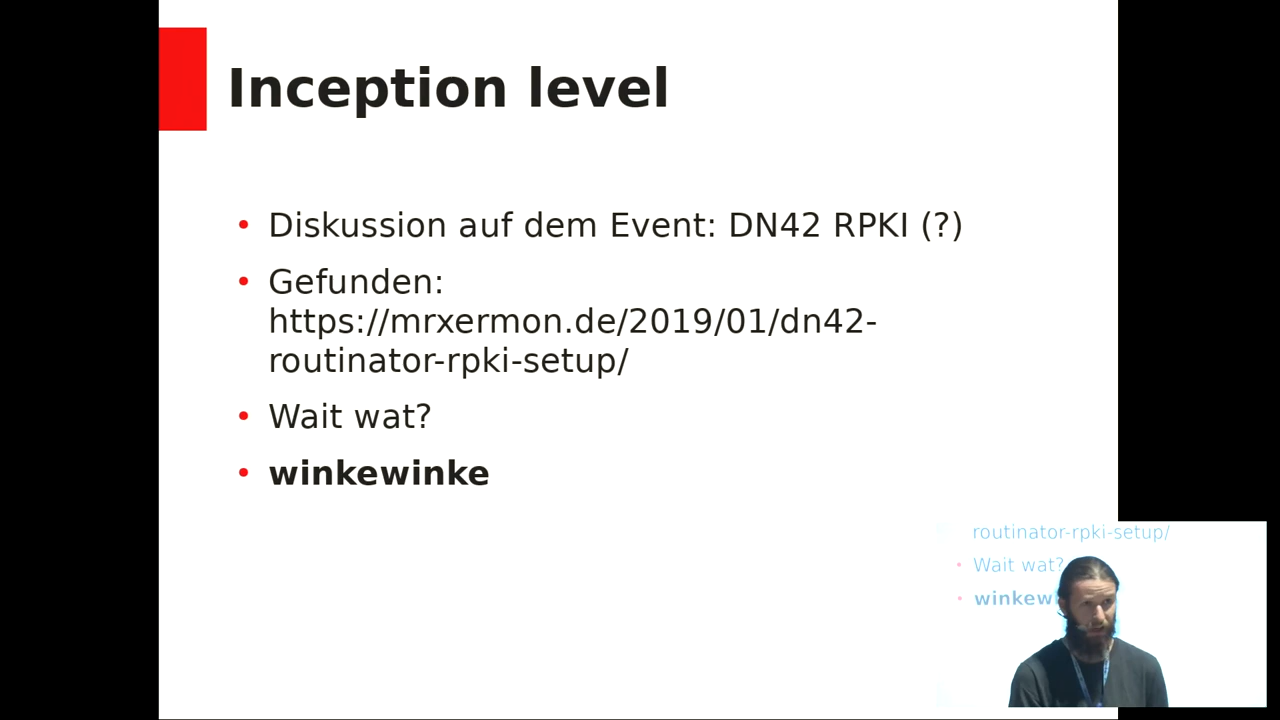 Inception level
Diskussion auf dem Event: DN42 RPKI (?)
Gefunden:
https://mrxermon.de/2019/01/dn42-
routinator-rpki-setup/
Wait wat?
winkewinke
routinator-rpki-setup/
Wait wat?
winkew